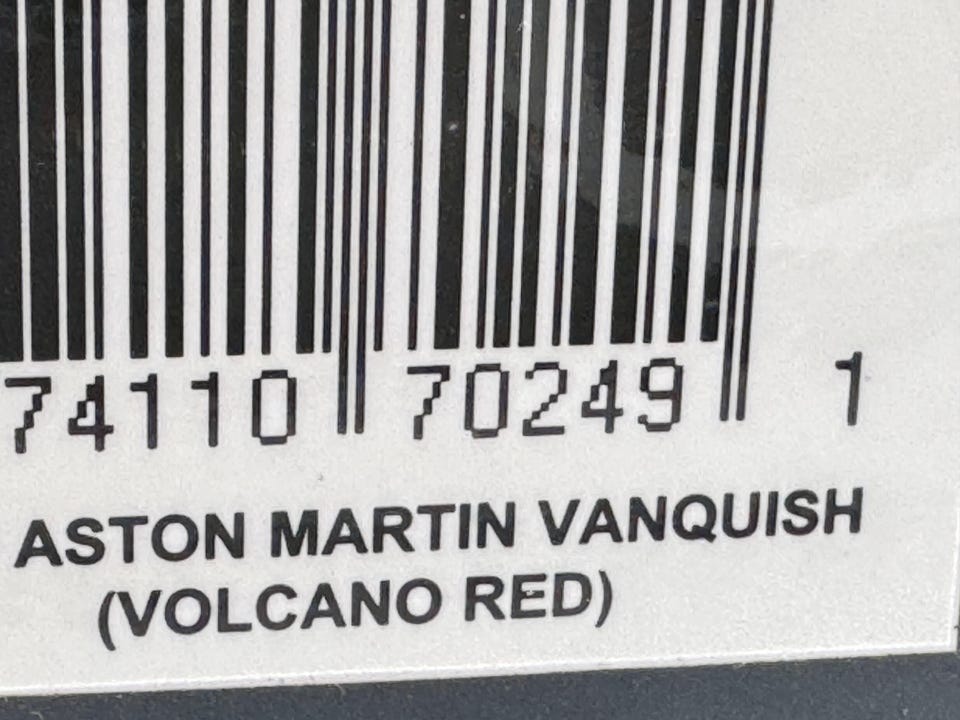 74110 70249 1
ASTON MARTIN VANQUISH
(VOLCANO RED)